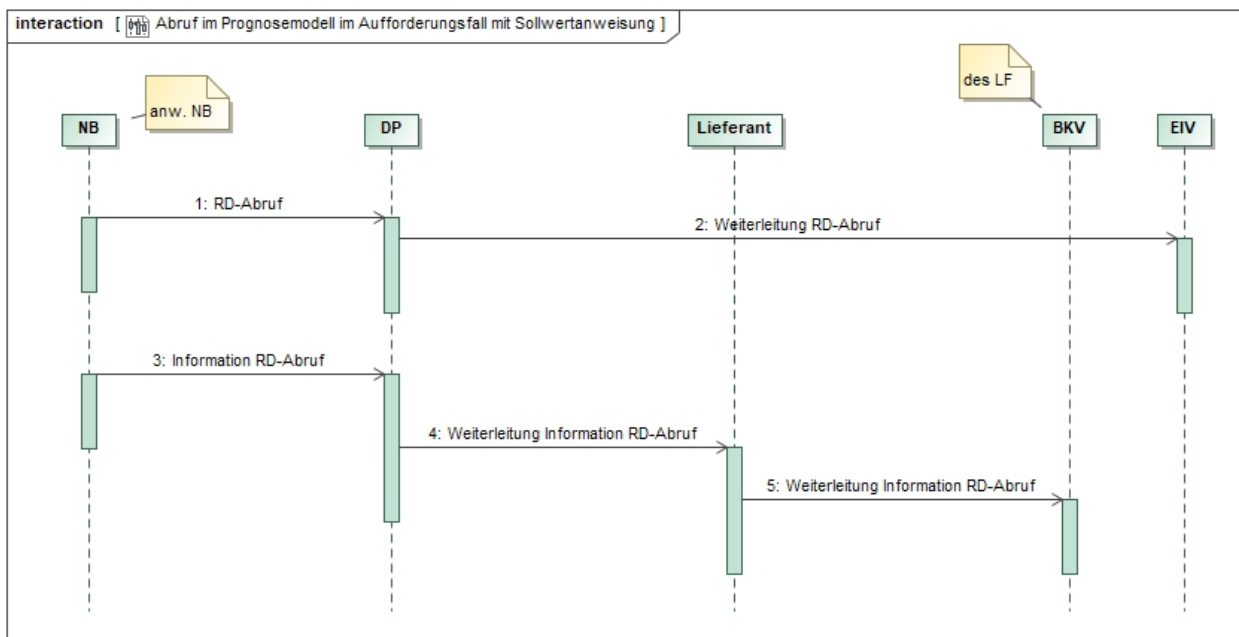 interaction [ Abruf im Prognosemodell im Aufforderungsfall mit Sollwertanweisung ]
anw. NB
des LF
NB
DP
Lieferant
BKV
EIV
1: RD-Abruf
2: Weiterleitung RD-Abruf
3: Information RD-Abruf
4: Weiterleitung Information RD-Abruf
5: Weiterleitung Information RD-Abruf